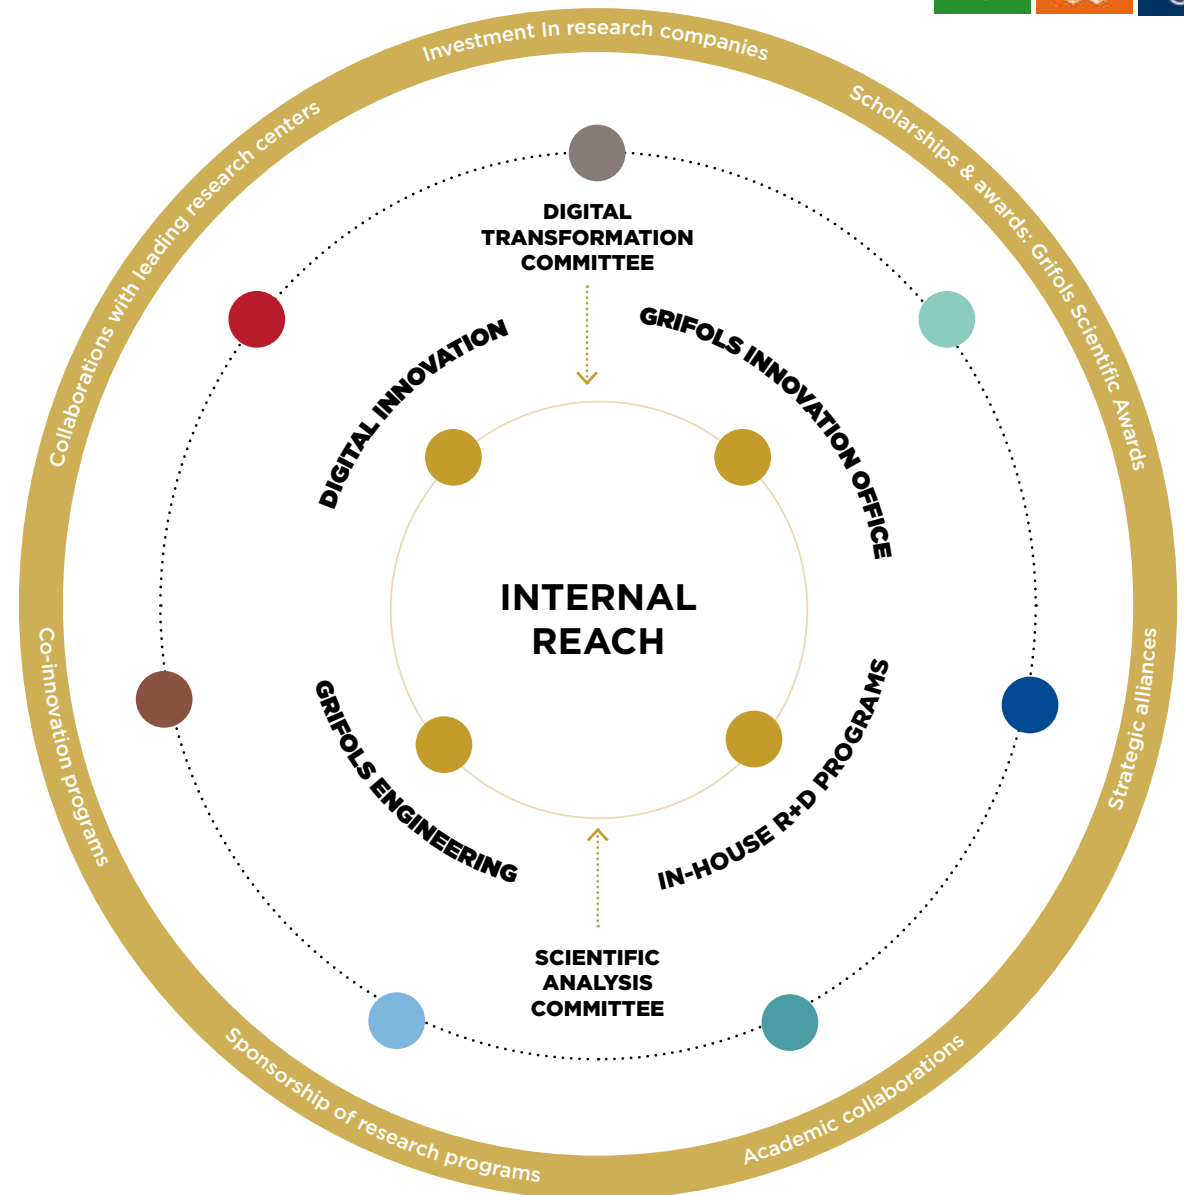 Investment In research companies
Scholarships & awards: Grifols Scientific Awards
Strategic alliances
Academic collaborations
Sponsorship of research programs
Co-innovation programs
Collaborations with leading research centers
DIGITAL
TRANSFORMATION
COMMITTEE
DIGITAL INNOVATION
GRIFOLS INNOVATION OFFICE
INTERNAL
REACH
GRIFOLS ENGINEERING
IN-HOUSE R+D PROGRAMS
SCIENTIFIC
ANALYSIS
COMMITTEE